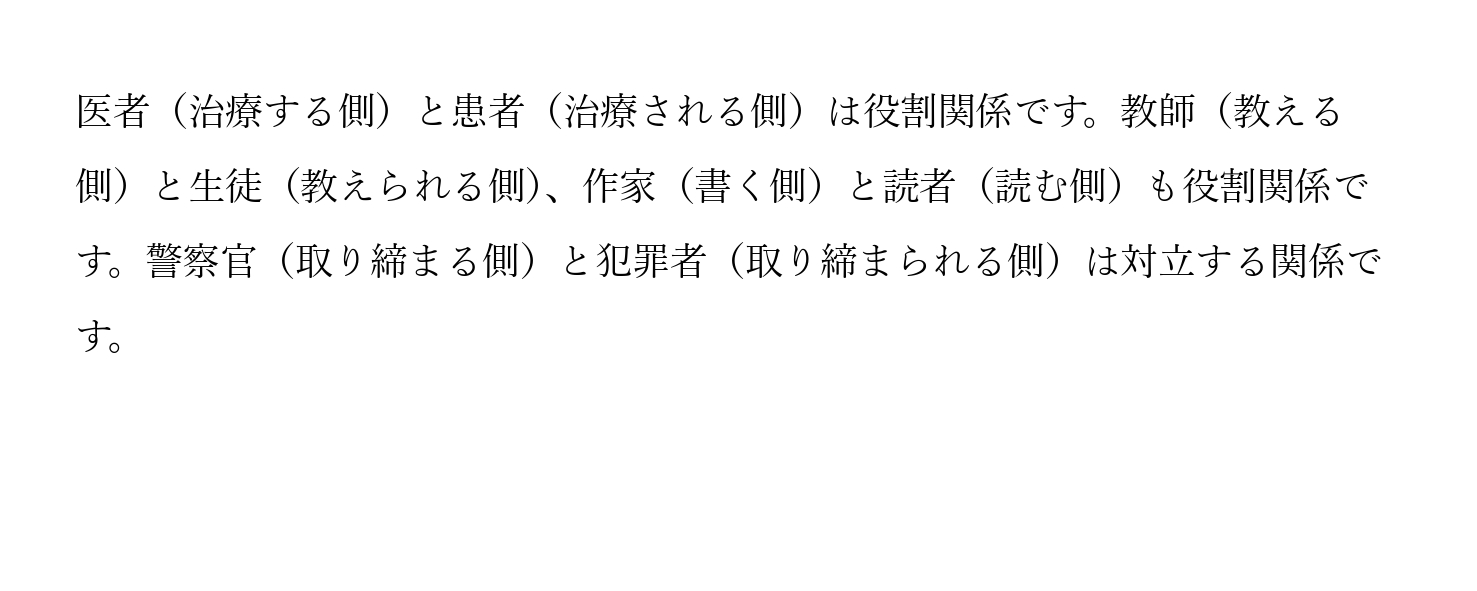 医者（治療する側）と患者（治療される側）は役割関係です。教師（教える
側）と生徒（教えられる側）、作家（書く側）と読者（読む側）も役割関係で
す。警察官（取り締まる側）と犯罪者（取り締まられる側）は対立する関係で
す。